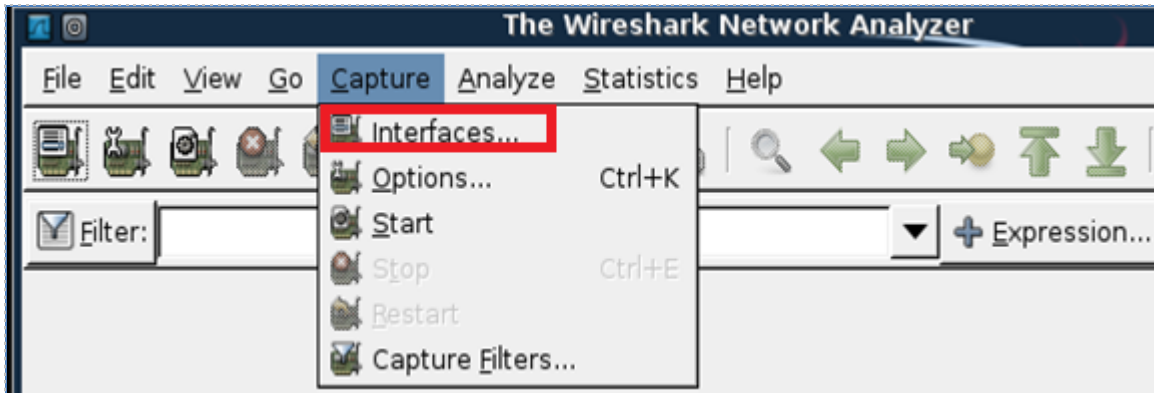 The Wireshark Network Analyzer
File Edit View Go Capture Analyze Statistics Help
Interfaces...
Options... Ctrl+K
Start
Stop Ctrl+E
Restart
Capture Filters...
Filter:
Expression...